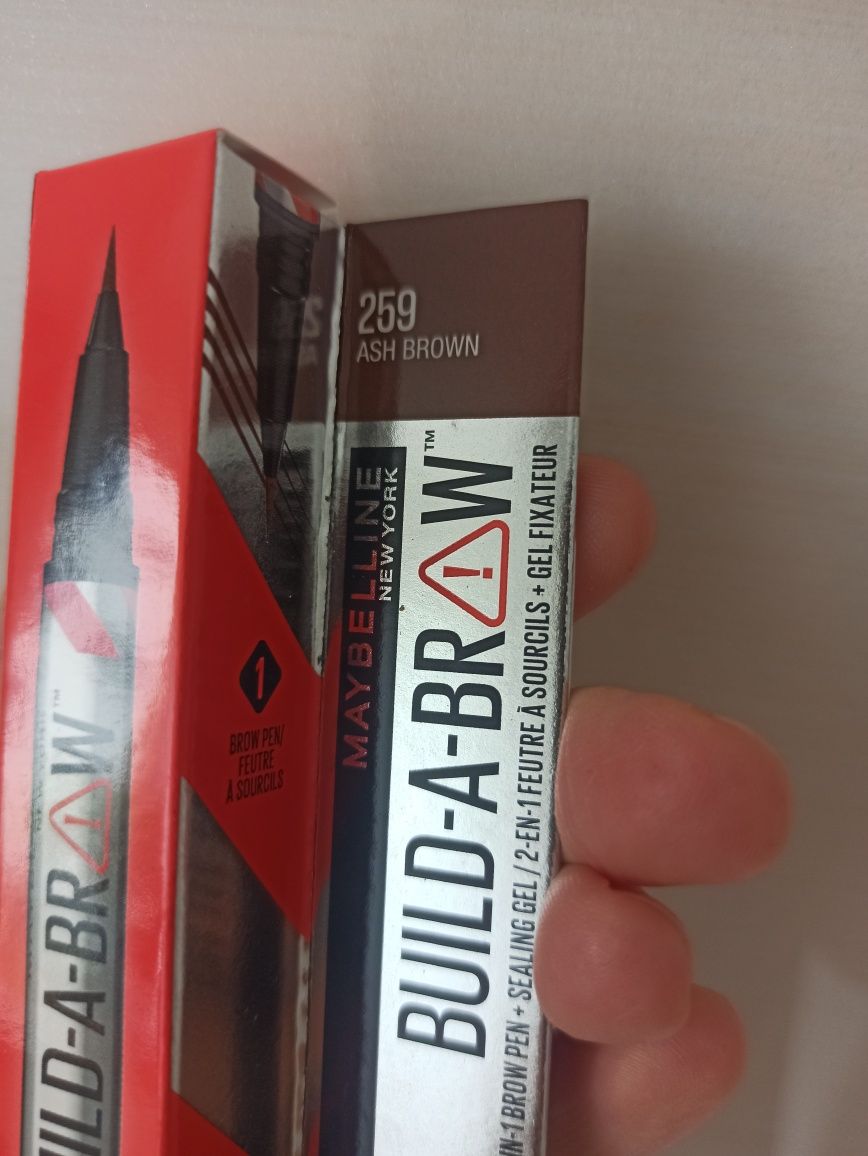 259
ASH BROWN
MAYBELLINE
NEW YORK
BUILD-A-BROW™
IN-1 BROW PEN + SEALING GEL / 2-EN-1 FEUTRE À SOURCILS + GEL FIXATEUR
1
BROW PEN/
FEUTRE
À SOURCILS
UILD-A-BROW™